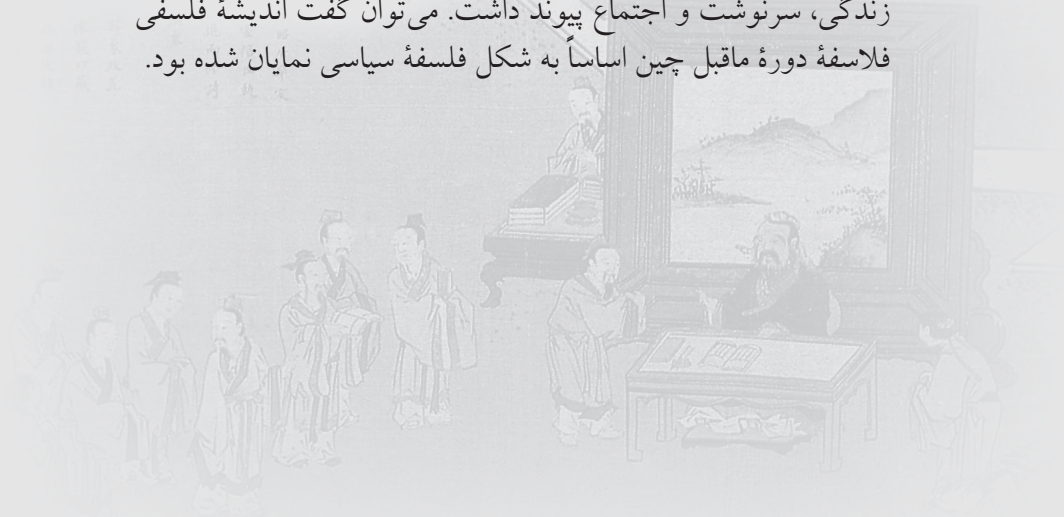 زندگی، سرنوشت و اجتماع پیوند داشت. می‌توان گفت اندیشهٔ فلسفی
فلاسفهٔ دورهٔ ماقبل چین اساساً به شکل فلسفهٔ سیاسی نمایان شده بود.